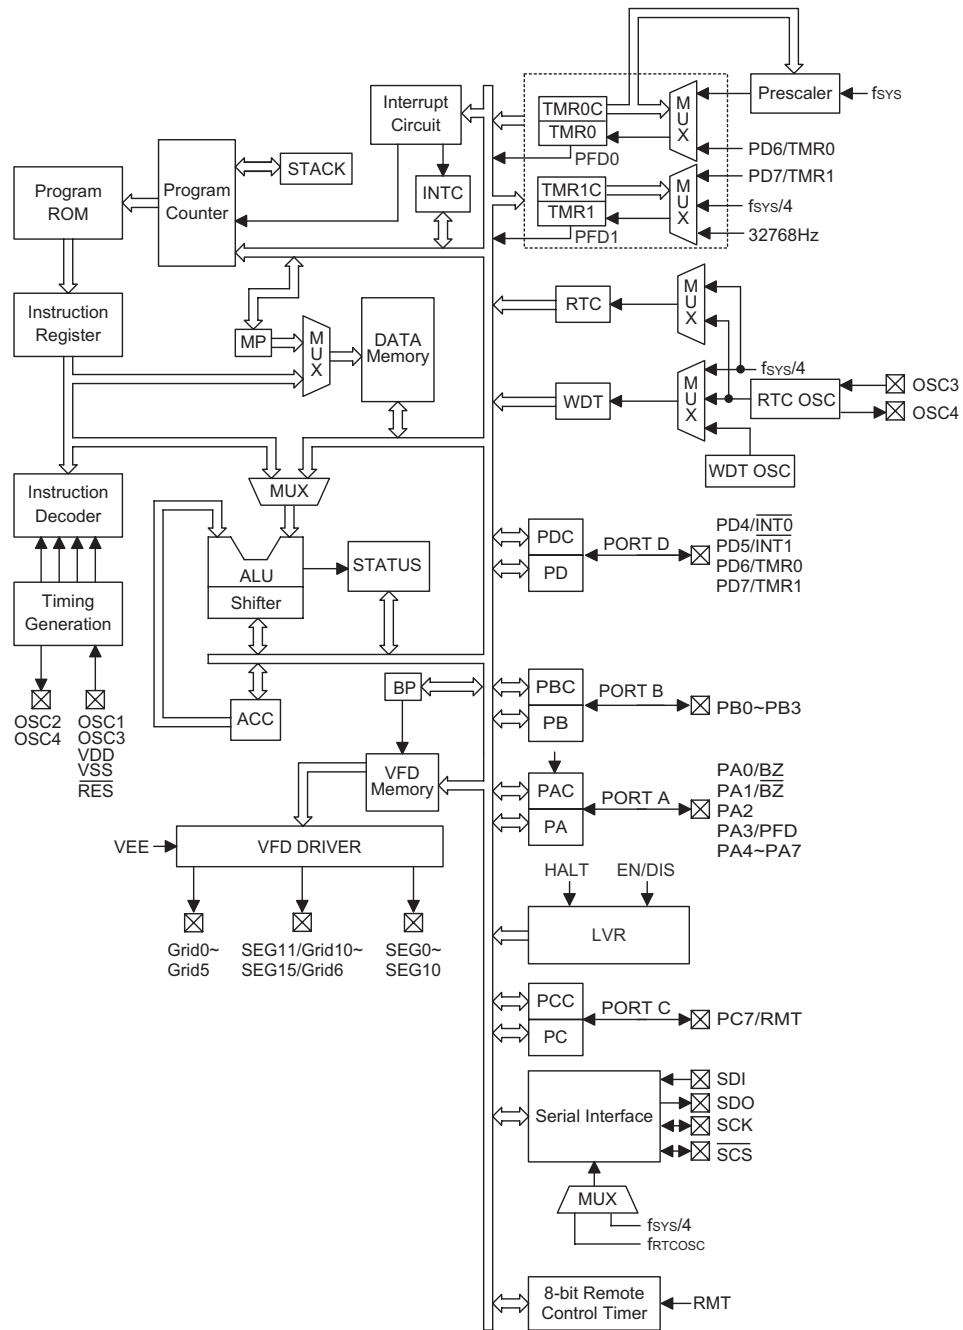 Interrupt
Circuit
TMR0C
TMR0
MUX
Prescaler
fSYS
PFD0
PD6/TMR0
STACK
INTC
TMR1C
TMR1
MUX
PD7/TMR1
fSYS/4
PFD1
32768Hz
Program
ROM
Program
Counter
Instruction
Register
MP
MUX
DATA
Memory
RTC
MUX
fSYS/4
WDT
MUX
RTC OSC
OSC3
OSC4
WDT OSC
Instruction
Decoder
MUX
ALU
Shifter
STATUS
PDC
PD
PORT D
PD4/INT0
PD5/INT1
PD6/TMR0
PD7/TMR1
Timing
Generation
OSC2
OSC4
OSC1
OSC3
VDD
VSS
RES
ACC
BP
PBC
PB
PORT B
PB0~PB3
VFD
Memory
PAC
PA
PORT A
PA0/BZ
PA1/BZ
PA2
PA3/PFD
PA4~PA7
VEE
VFD DRIVER
HALT
EN/DIS
LVR
Grid0~
Grid5
SEG11/Grid10~
SEG15/Grid6
SEG0~
SEG10
PCC
PC
PORT C
PC7/RMT
Serial Interface
SDI
SDO
SCK
SCS
MUX
fSYS/4
fRTCOSC
8-bit Remote
Control Timer
RMT